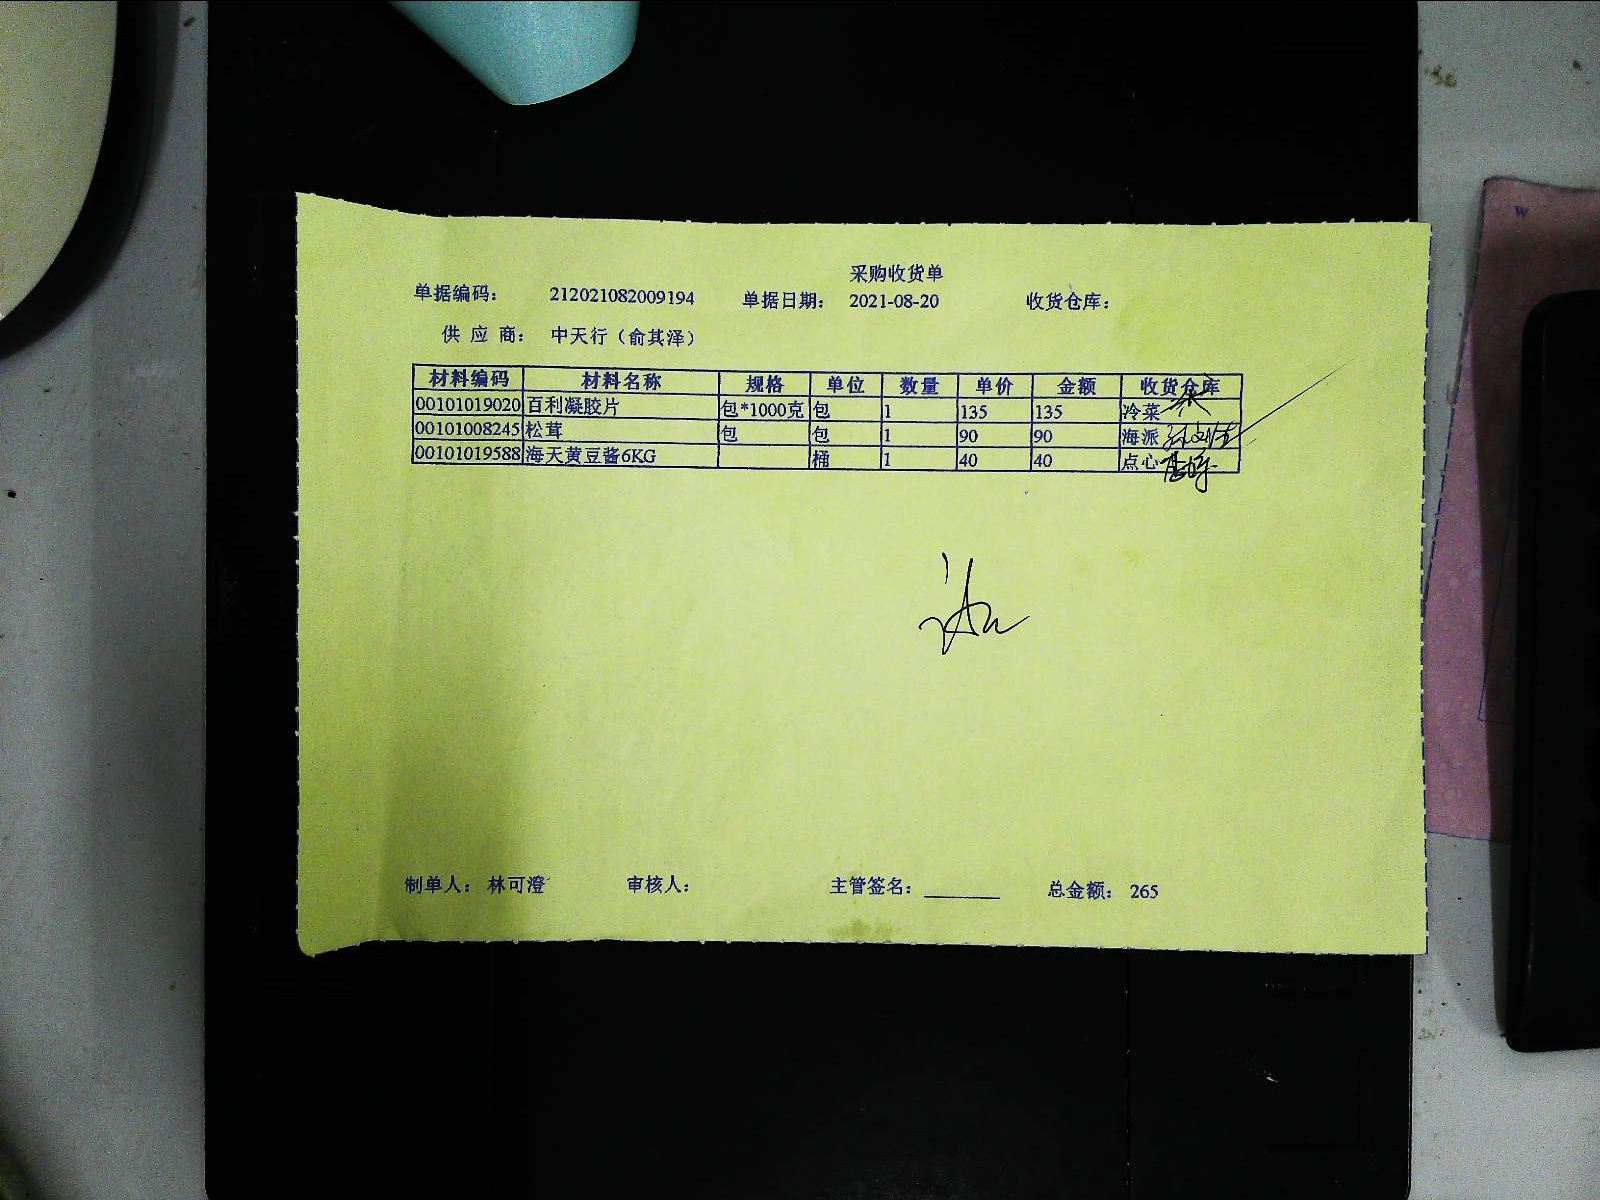 采购收货单
单据编码： 212021082009194 单据日期： 2021-08-20 收货仓库：
供 应 商： 中天行（俞其泽）
材料编码 材料名称 规格 单位 数量 单价 金额 收货仓库
00101019020 百利凝胶片 包*1000克 包 1 135 135 冷菜
00101008245 松茸 包 包 1 90 90 海派
00101019588 海天黄豆酱6KG 桶 1 40 40 点心
制单人： 林可澄 审核人： 主管签名： 总金额： 265
W